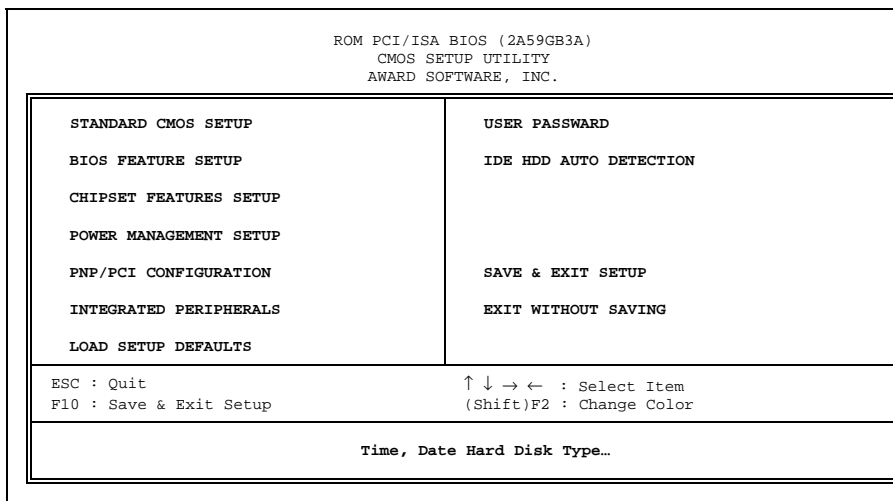 ROM PCI/ISA BIOS (2A59GB3A)
CMOS SETUP UTILITY
AWARD SOFTWARE, INC.
STANDARD CMOS SETUP
BIOS FEATURE SETUP
CHIPSET FEATURES SETUP
POWER MANAGEMENT SETUP
PNP/PCI CONFIGURATION
INTEGRATED PERIPHERALS
LOAD SETUP DEFAULTS
USER PASSWARD
IDE HDD AUTO DETECTION
SAVE & EXIT SETUP
EXIT WITHOUT SAVING
ESC : Quit
F10 : Save & Exit Setup
↑ ↓ → ← : Select Item
(Shift)F2 : Change Color
Time, Date Hard Disk Type…